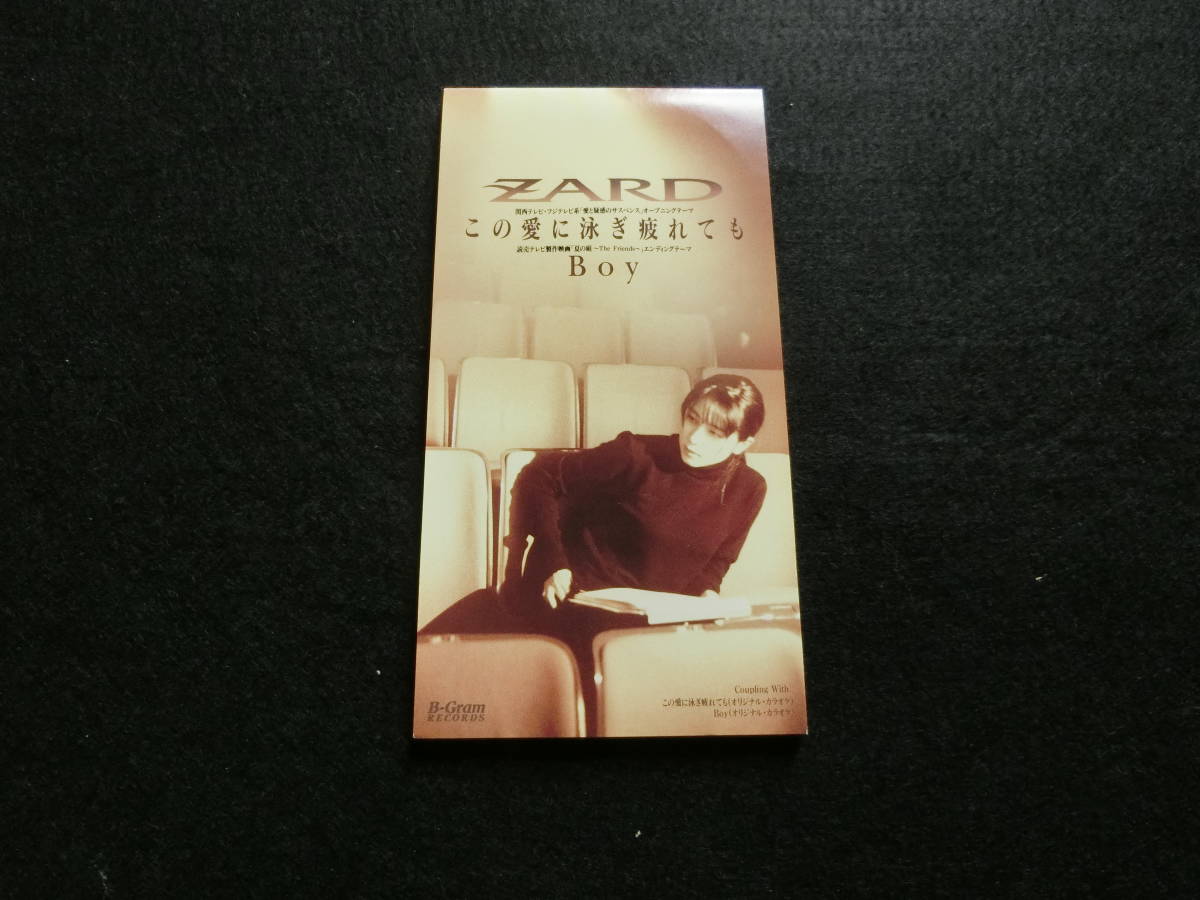 ZARD
関西テレビ・フジテレビ系「愛と疑惑のサスペンス」オープニングテーマ
この愛に泳ぎ疲れても
読売テレビ製作映画「夏の庭 〜The Friends〜」エンディングテーマ
Boy
Coupling With
この愛に泳ぎ疲れても(オリジナル・カラオケ)
Boy(オリジナル・カラオケ)
B-Gram
RECORDS